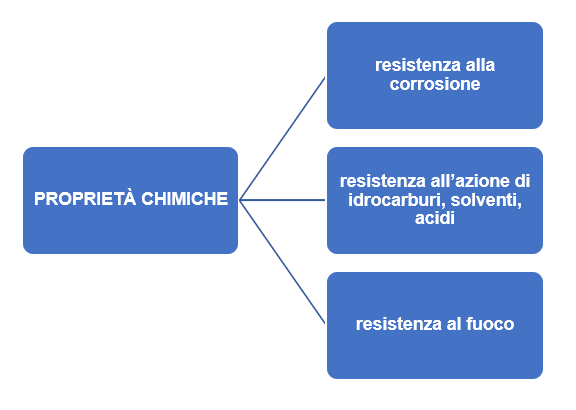 PROPRIETÀ CHIMICHE
resistenza alla
corrosione
resistenza all’azione di
idrocarburi, solventi,
acidi
resistenza al fuoco